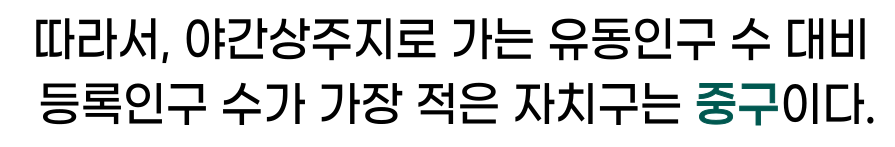 따라서, 야간상주지로 가는 유동인구 수 대비
등록인구 수가 가장 적은 자치구는 중구이다.